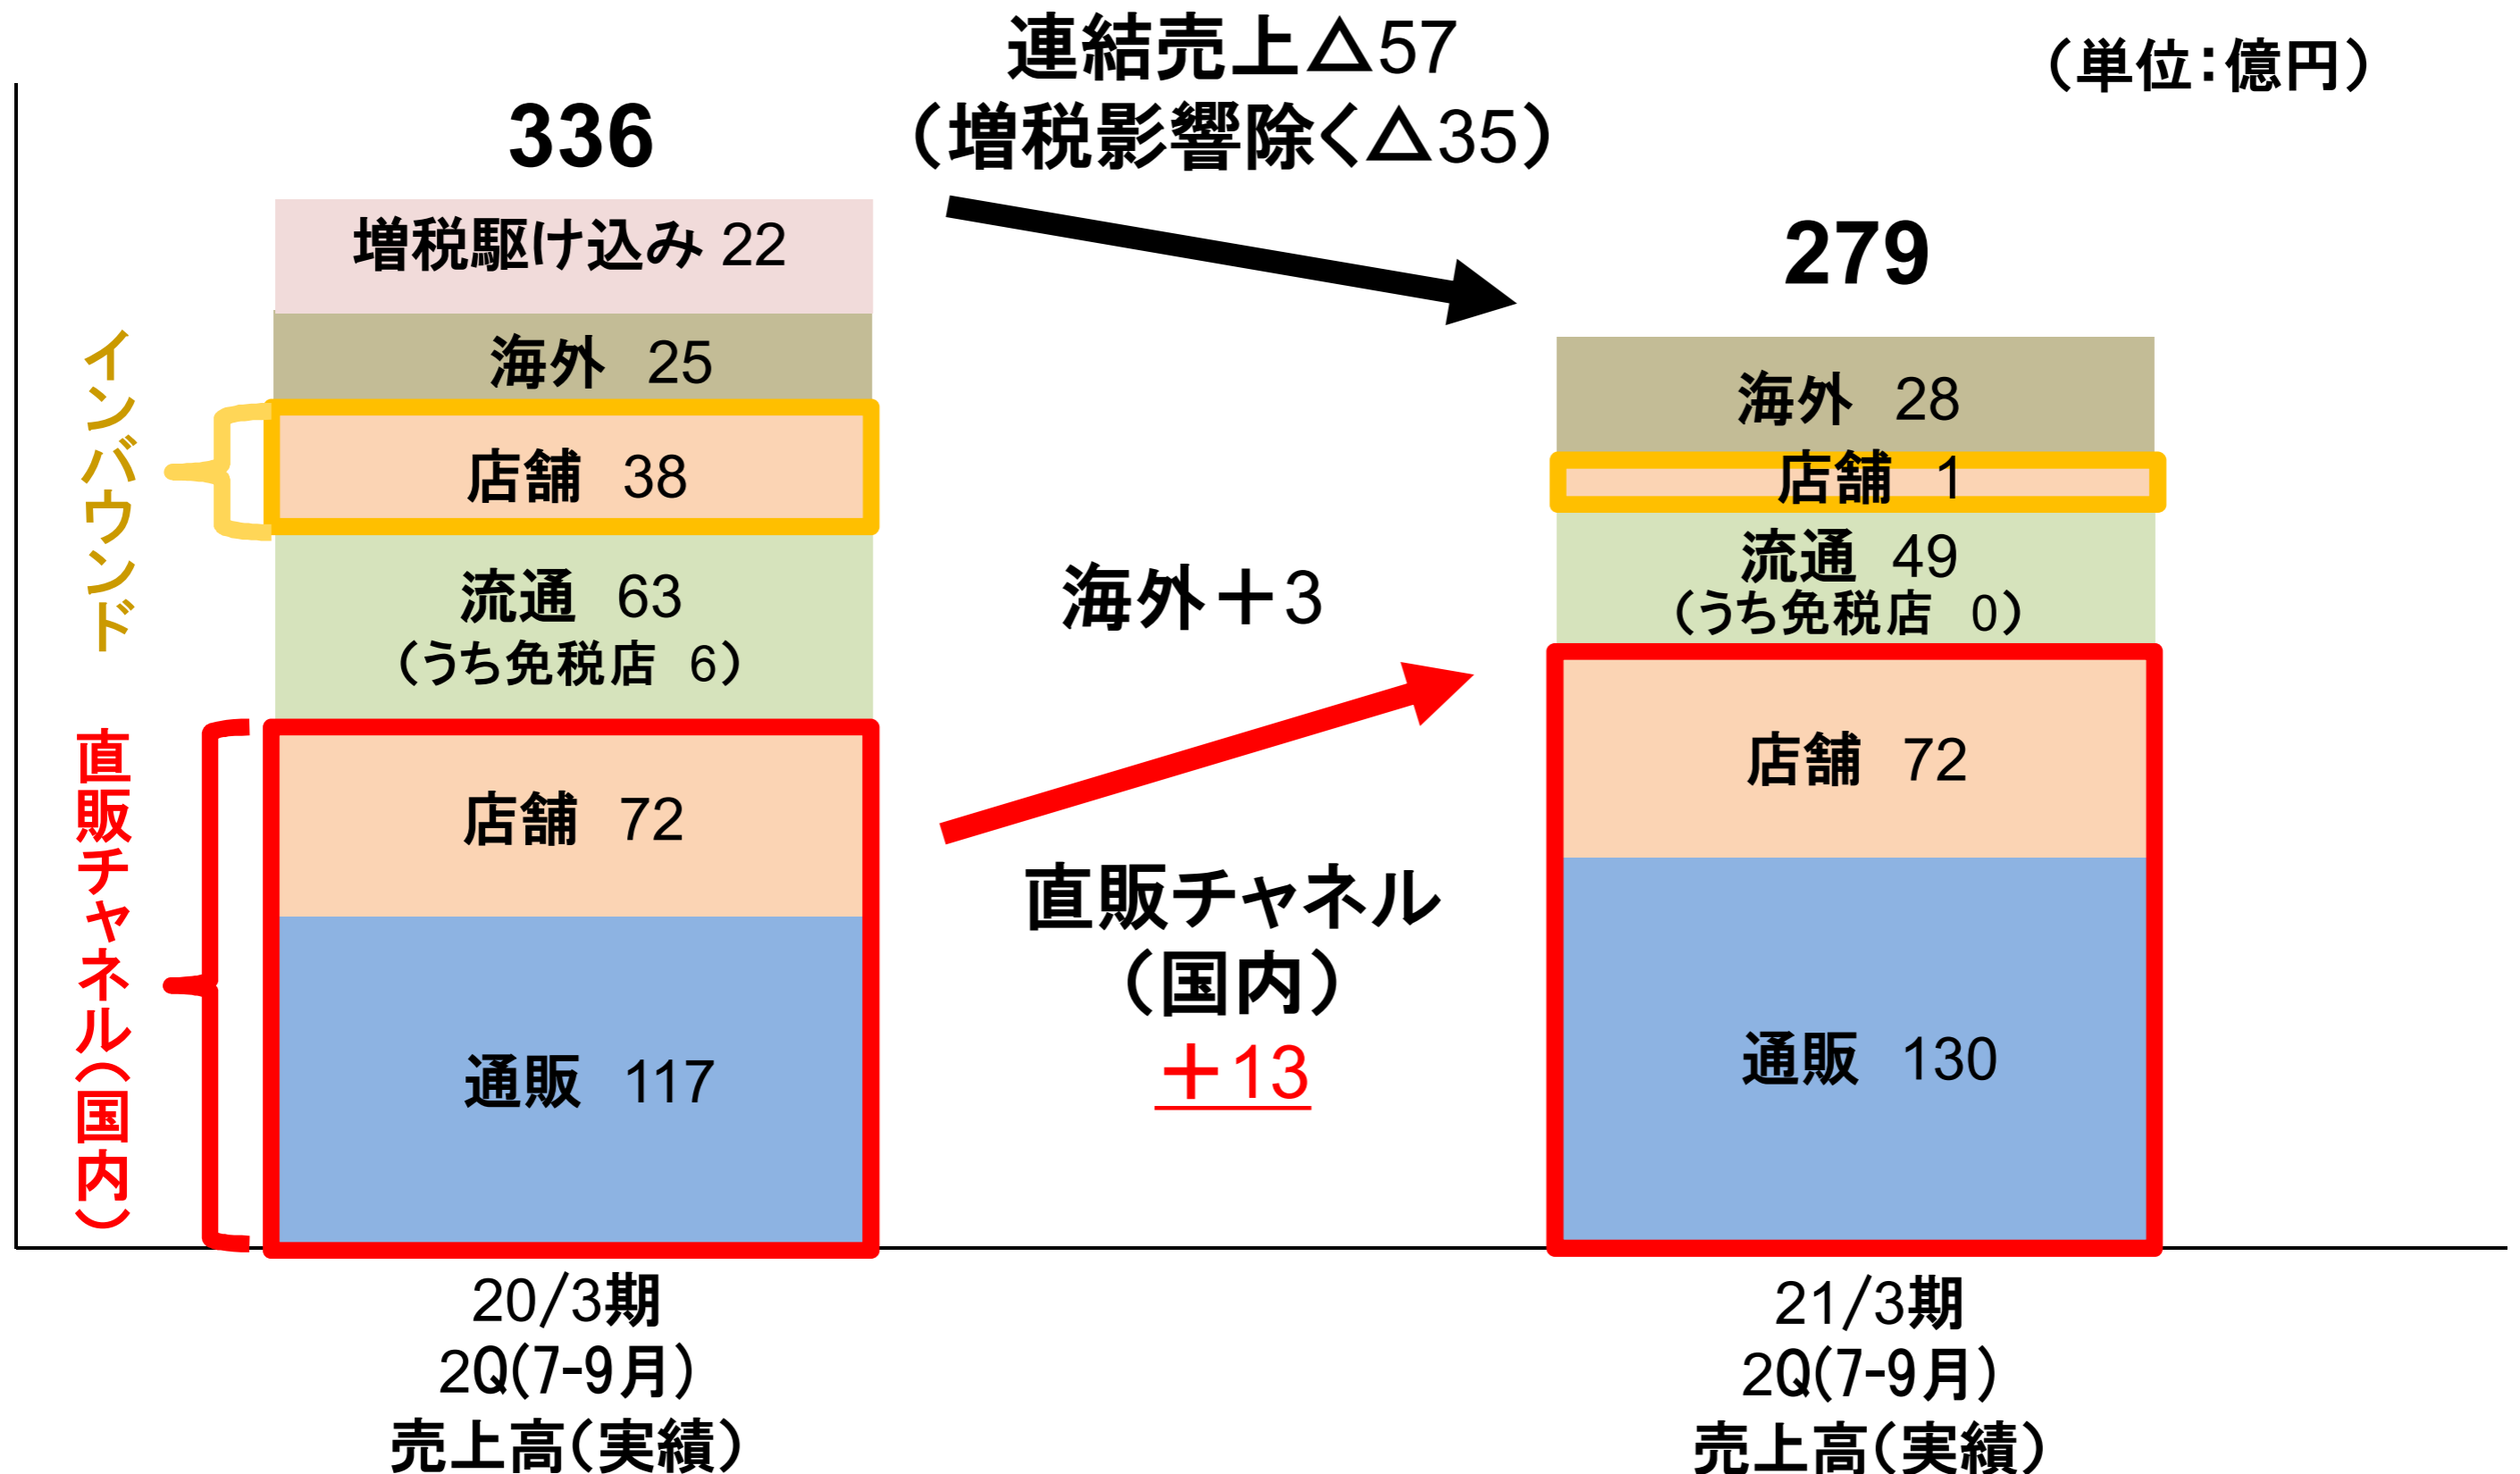 連結売上△57
（増税影響除く△35）
（単位：億円）
336
増税駆け込み 22
海外 25
店舗 38
流通 63
（うち免税店 6）
店舗 72
通販 117
インバウンド
直販チャネル（国内）
海外＋3
直販チャネル
（国内）
＋13
279
海外 28
店舗 1
流通 49
（うち免税店 0）
店舗 72
通販 130
20/3期
2Q(7-9月)
売上高（実績）
21/3期
2Q(7-9月)
売上高（実績）